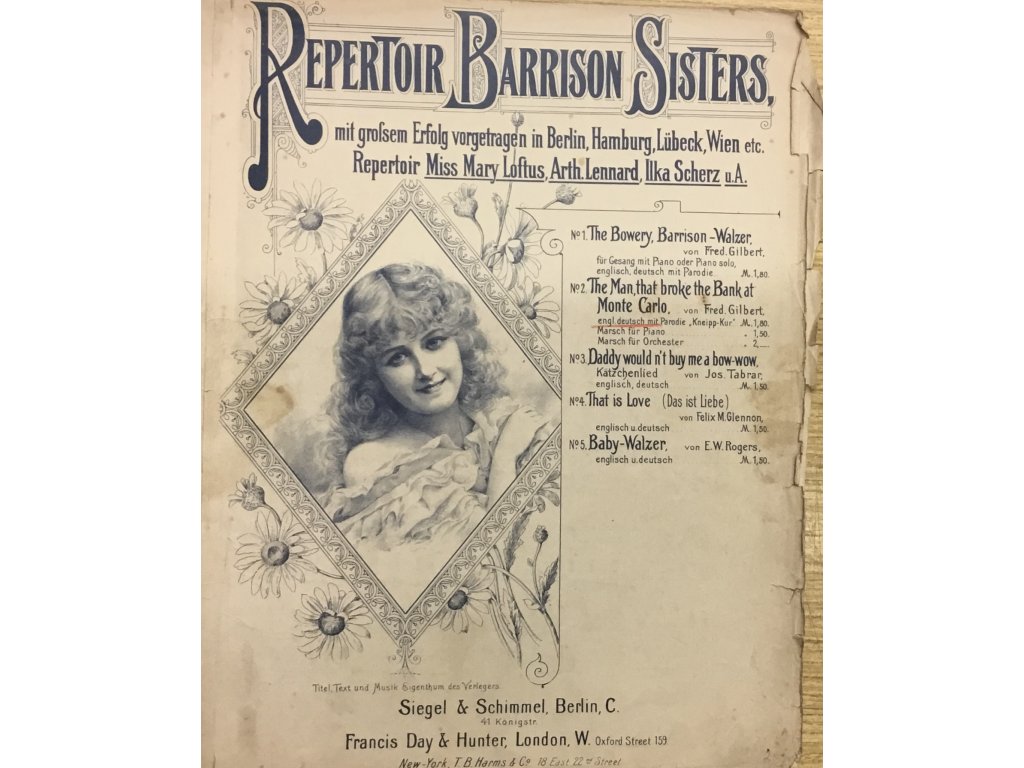 REPERTOIR BARRISON SISTERS,
mit großem Erfolg vorgetragen in Berlin, Hamburg, Lübeck, Wien etc.
Repertoir Miss Mary Loftus, Arth. Lennard, Ilka Scherz u.A.
No 1. The Bowery, Barrison-Walzer,
von Fred. Gilbert,
für Gesang mit Piano oder Piano solo,
englisch, deutsch mit Parodie. M. 1,80.
No 2. The Man, that broke the Bank at
Monte Carlo, von Fred. Gilbert,
engl. deutsch mit Parodie „Kneipp-Kur" M. 1,80.
Marsch für Piano " 1,50
Marsch für Orchester " 2,—
No 3. Daddy would n't buy me a bow-wow,
Kätzchenlied von Jos. Tabrar,
englisch, deutsch M. 1,50.
No 4. That is Love (Das ist Liebe)
von Felix M. Glennon,
englisch u. deutsch M. 1,50.
No 5. Baby-Walzer, von E.W. Rogers,
englisch u. deutsch M. 1,50.
Titel, Text und Musik Eigenthum des Verlegers
Siegel & Schimmel, Berlin, C.
41 Königstr.
Francis Day & Hunter, London, W. Oxford Street 159.
New-York, T.B. Harms & Co 18 East 22nd Street